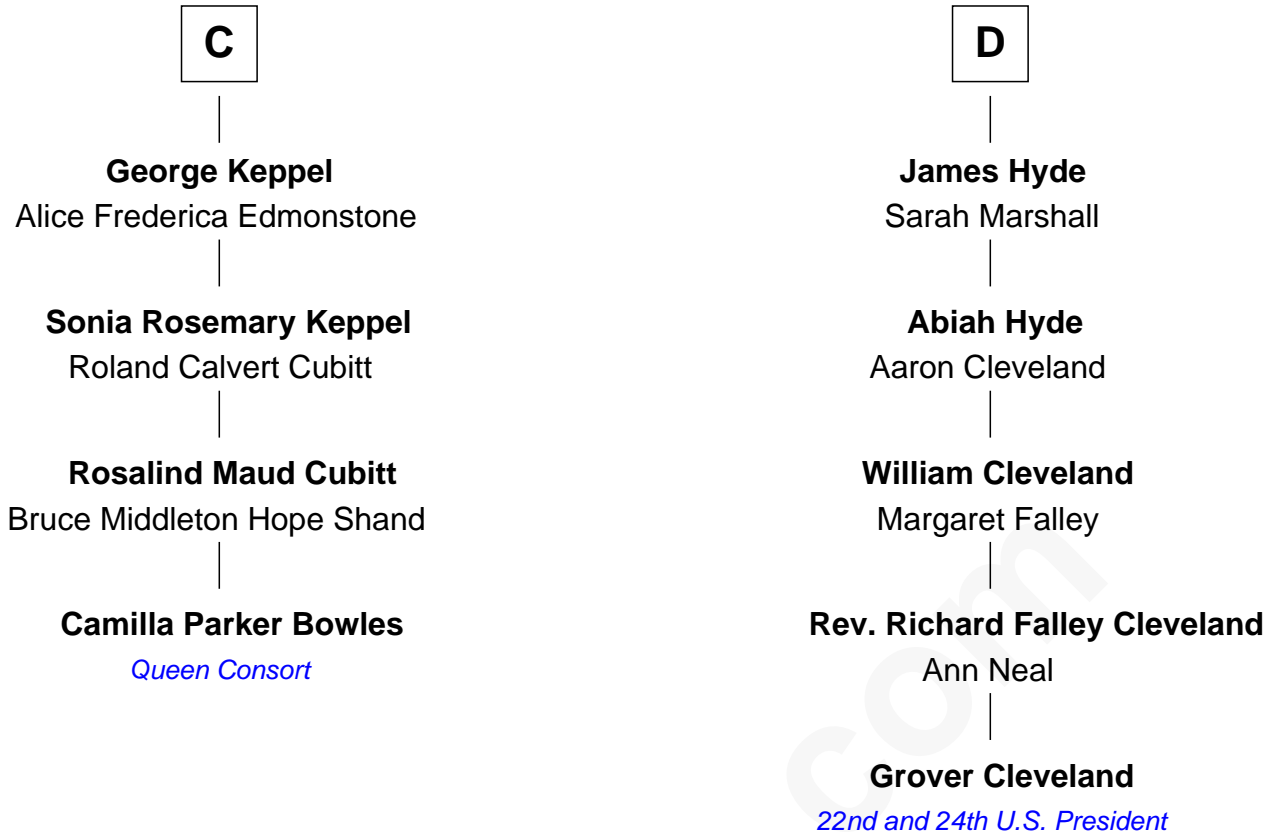 C
George Keppel
Alice Frederica Edmonstone
Sonia Rosemary Keppel
Roland Calvert Cubitt
Rosalind Maud Cubitt
Bruce Middleton Hope Shand
Camilla Parker Bowles
Queen Consort
D
James Hyde
Sarah Marshall
Abiah Hyde
Aaron Cleveland
William Cleveland
Margaret Falley
Rev. Richard Falley Cleveland
Ann Neal
Grover Cleveland
22nd and 24th U.S. President
com